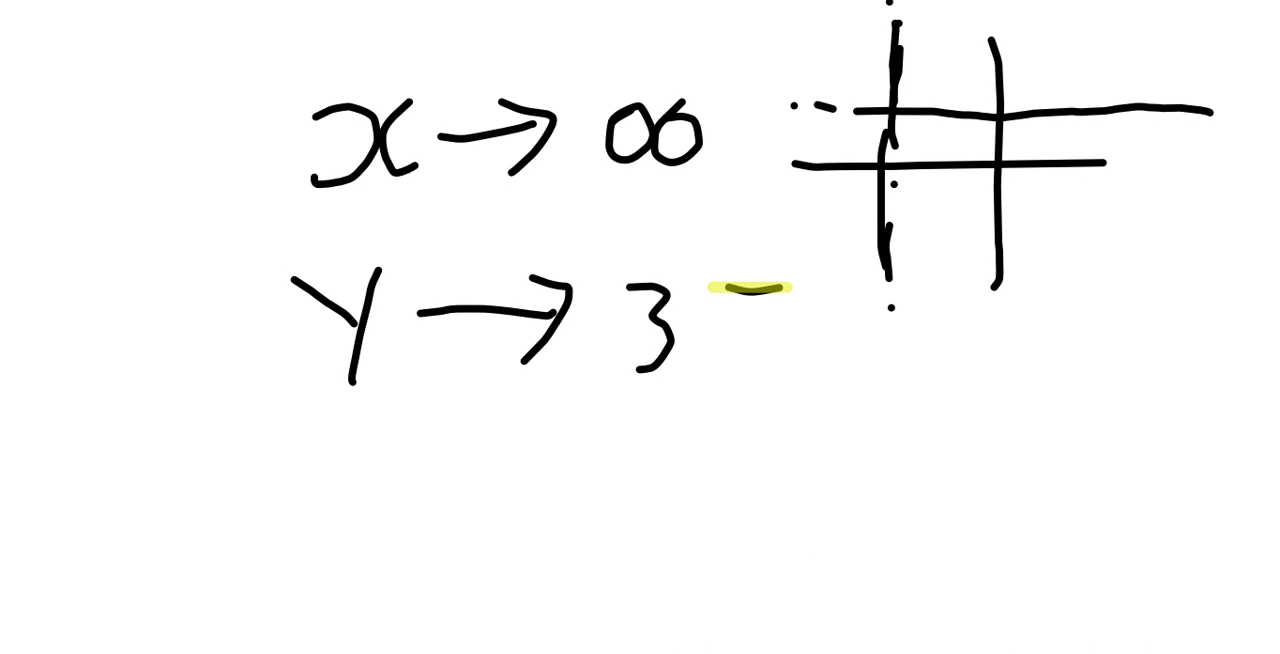 x → ∞
y → 3 −